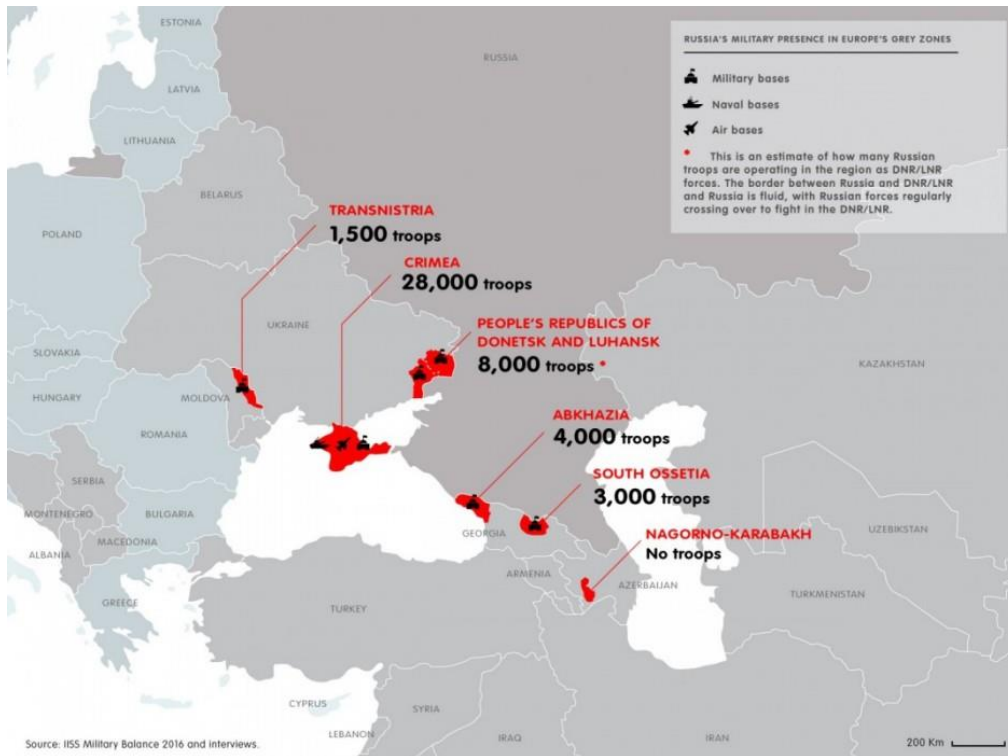 ESTONIA
RUSSIA
LATVIA
LITHUANIA
BELARUS
POLAND
UKRAINE
SLOVAKIA
HUNGARY
MOLDOVA
ROMANIA
SERBIA
MONTENEGRO
BULGARIA
MACEDONIA
ALBANIA
GREECE
TURKEY
CYPRUS
LEBANON
SYRIA
IRAQ
IRAN
GEORGIA
ARMENIA
AZERBAIJAN
KAZAKHSTAN
UZBEKISTAN
TURKMENISTAN
RUSSIA'S MILITARY PRESENCE IN EUROPE'S GREY ZONES
Military bases
Naval bases
Air bases
* This is an estimate of how many Russian
troops are operating in the region as DNR/LNR
forces. The border between Russia and DNR/LNR
and Russia is fluid, with Russian forces regularly
crossing over to fight in the DNR/LNR.
TRANSNISTRIA
1,500 troops
CRIMEA
28,000 troops
PEOPLE'S REPUBLICS OF
DONETSK AND LUHANSK
8,000 troops *
ABKHAZIA
4,000 troops
SOUTH OSSETIA
3,000 troops
NAGORNO-KARABAKH
No troops
Source: IISS Military Balance 2016 and interviews.
200 Km